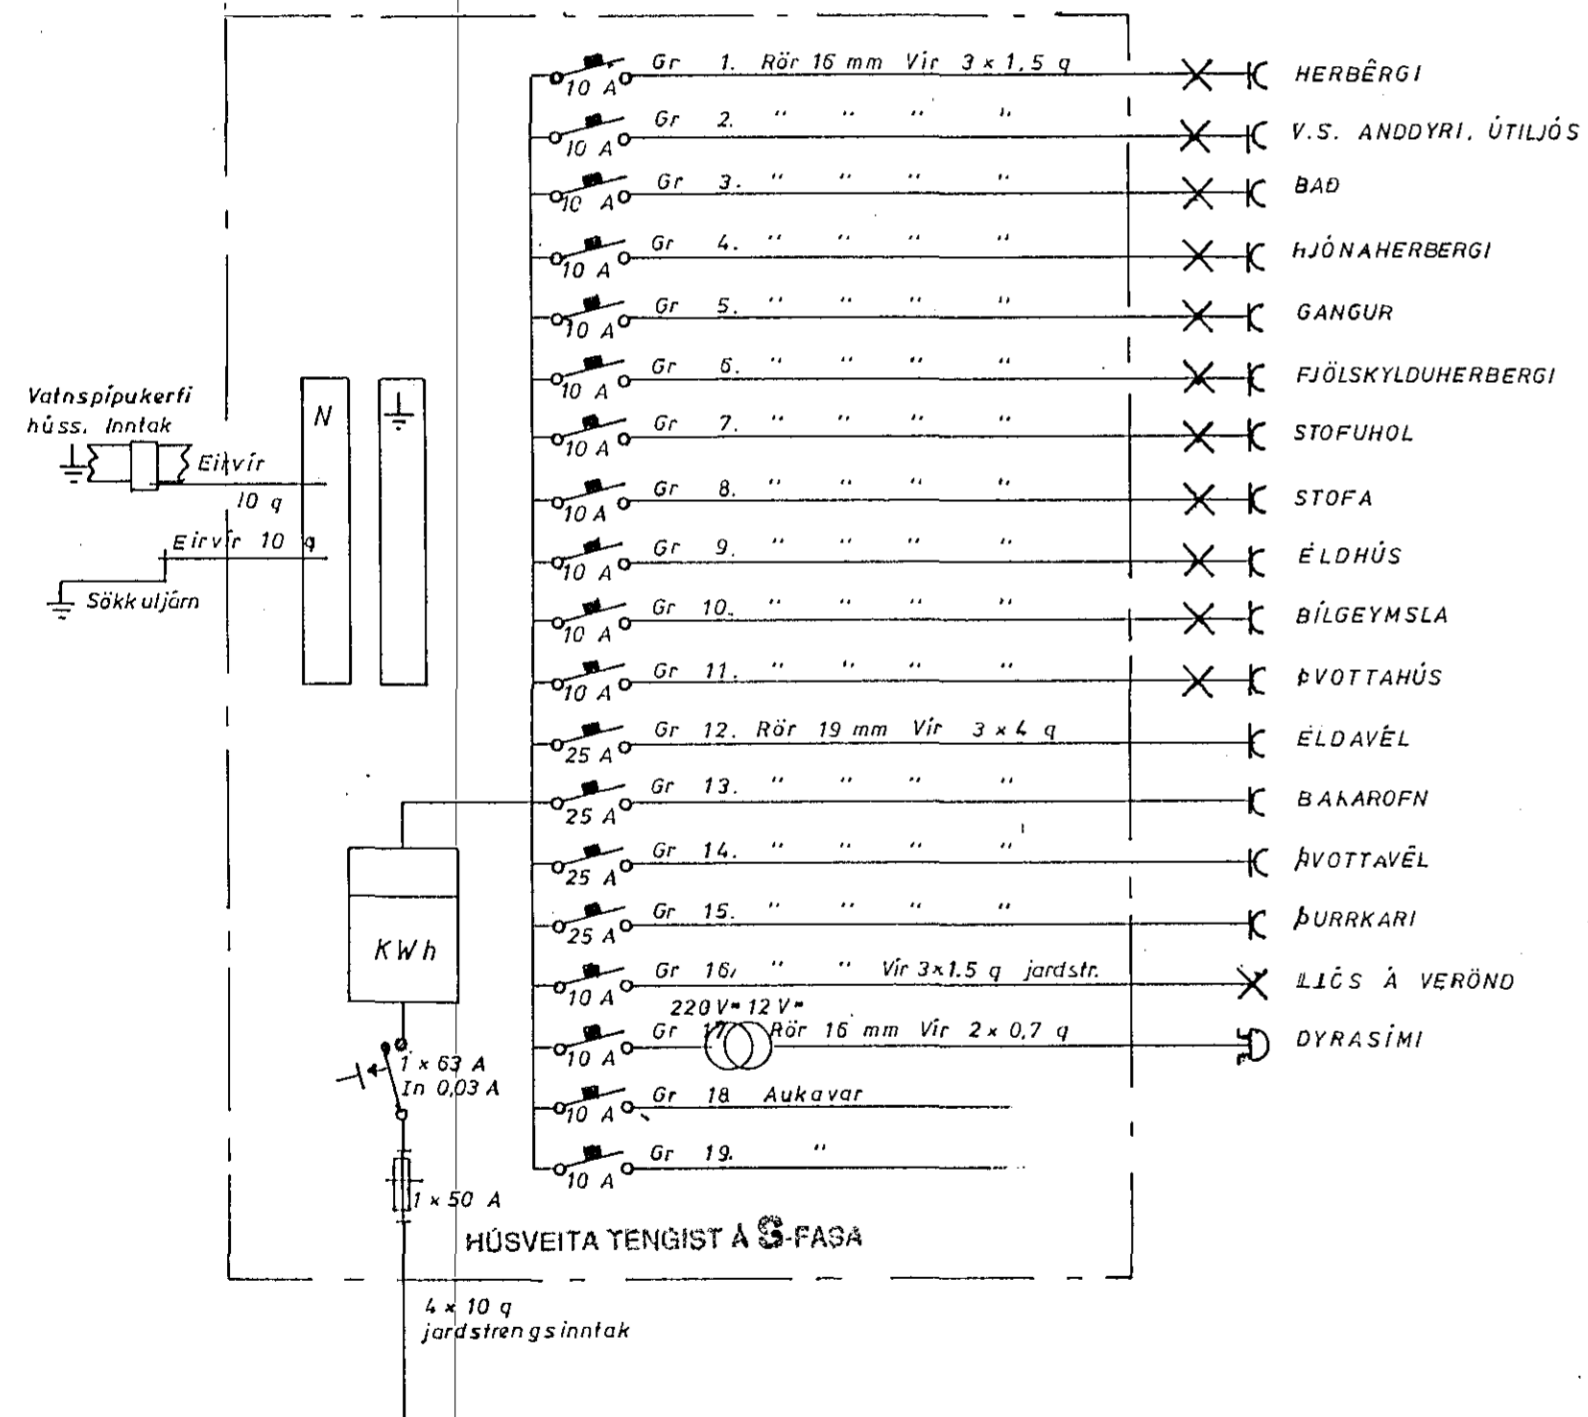 Gr 1. Rör 16 mm Vír 3 x 1,5 q
10 A
HERBERGI
Gr 2. " " " "
10 A
V.S. ANDDYRI, ÚTILJÓS
Gr 3. " " " "
10 A
BAÐ
Gr 4. " " " "
10 A
HJÓNAHERBERGI
Gr 5. " " " "
10 A
GANGUR
Gr 6. " " " "
10 A
FJÖLSKYLDUHERBERGI
Gr 7. " " " "
10 A
STOFUHOL
Gr 8. " " " "
10 A
STOFA
Gr 9. " " " "
10 A
ELDHÚS
Gr 10. " " " "
10 A
BÍLGEYMSLA
Gr 11. " " " "
10 A
ÞVOTTAHÚS
Gr 12. Rör 19 mm Vír 3 x 4 q
25 A
ELDAVÉL
Gr 13. " " " "
25 A
BAKAROFN
Gr 14. " " " "
25 A
ÞVOTTAVÉL
Gr 15. " " " "
25 A
ÞURRKARI
Gr 16, " " Vír 3x1.5 q jardstr.
10 A
LJÓS Á VERÖND
220 V= 12 V=
Gr 17 Rör 16 mm Vír 2 x 0,7 q
10 A
DYRASÍMI
Gr 18 Aukavar
10 A
Gr 19. "
10 A
Vatnspípukerfi
húss. Inntak
Eirvír
10 q
Eirvír 10 q
Sökkuljárn
N
KWh
1 x 63 A
In 0,03 A
1 x 50 A
HÚSVEITA TENGIST Á S-FASA
4 x 10 q
jardstrengsinntak